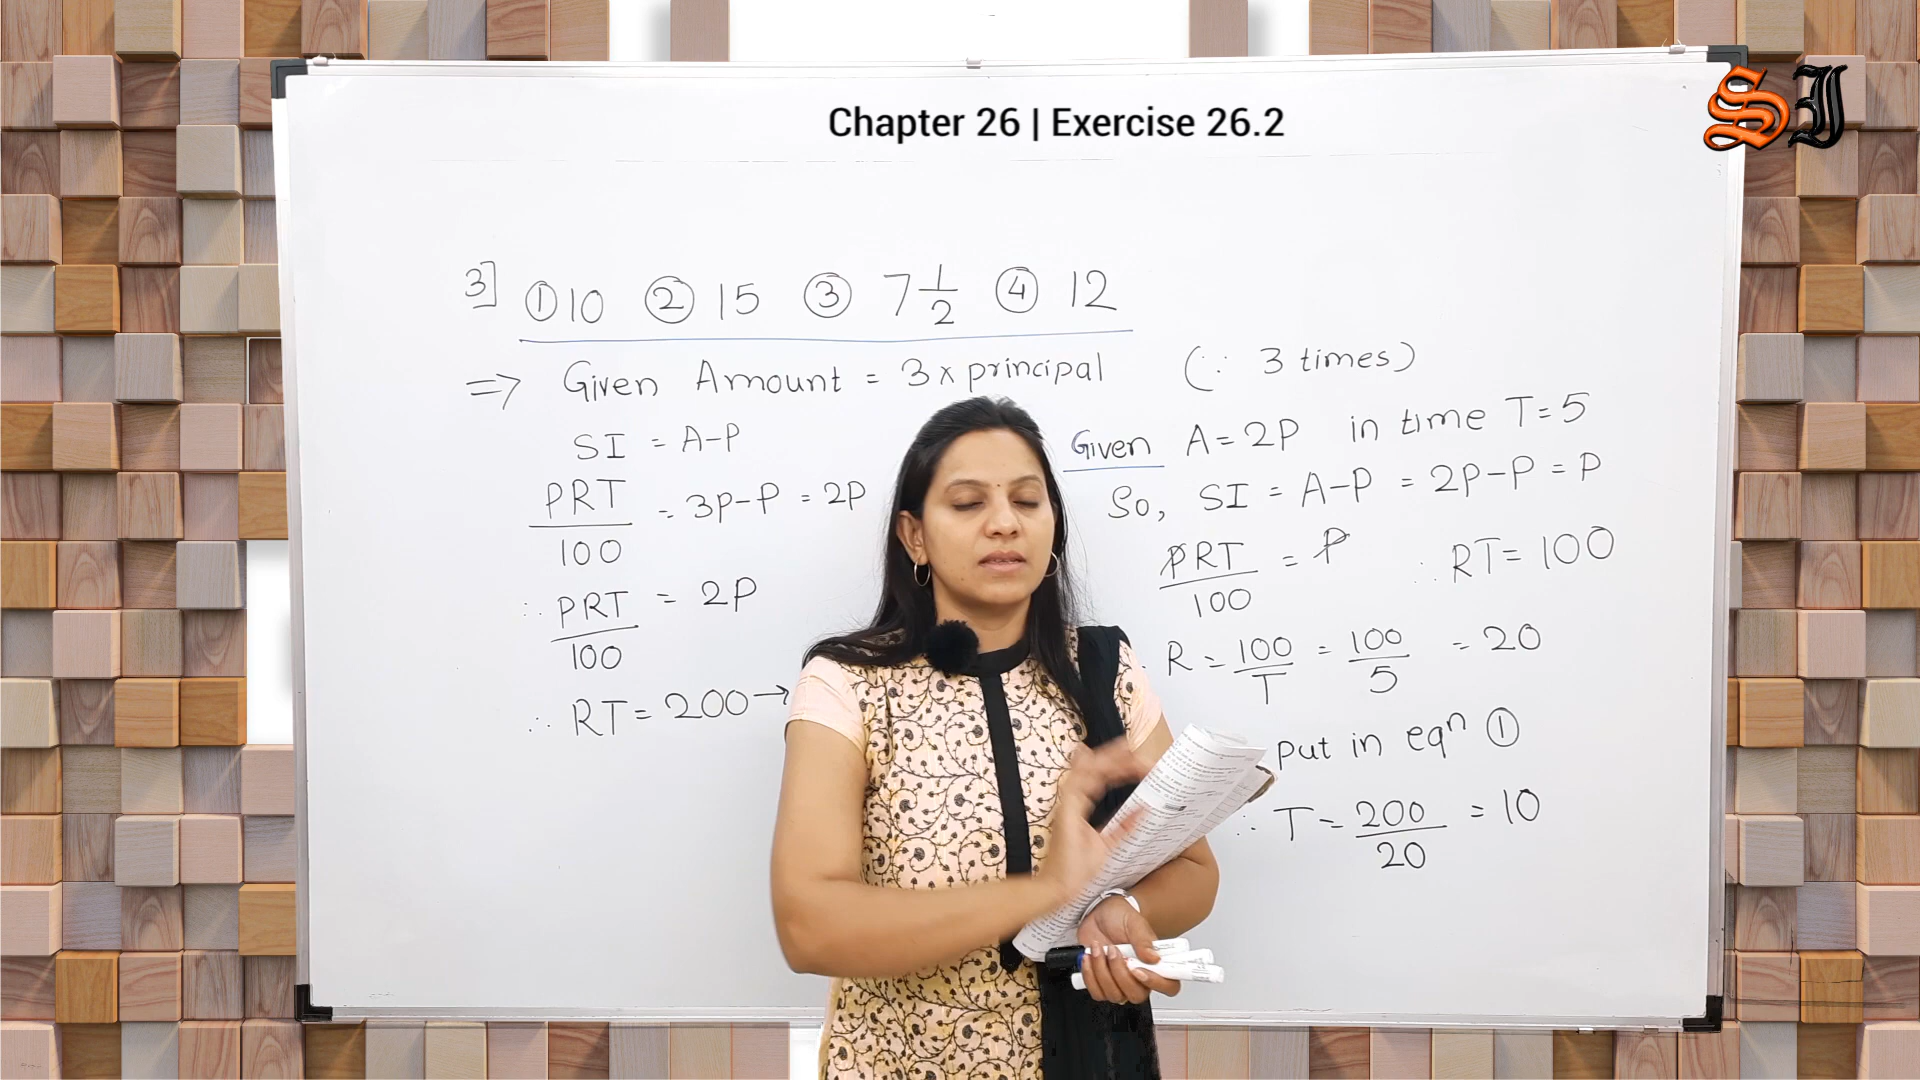 SJ
Chapter 26 | Exercise 26.2
3] ① 10 ② 15 ③ 7 1/2 ④ 12
=> Given Amount = 3 x principal (∵ 3 times)
SI = A-P
PRT/100 = 3P-P = 2P
∴ PRT/100 = 2P
∴ RT = 200 →
Given A = 2P in time T = 5
So, SI = A-P = 2P-P = P
PRT/100 = P ∴ RT = 100
R = 100/T = 100/5 = 20
put in eqn ①
∴ T = 200/20 = 10